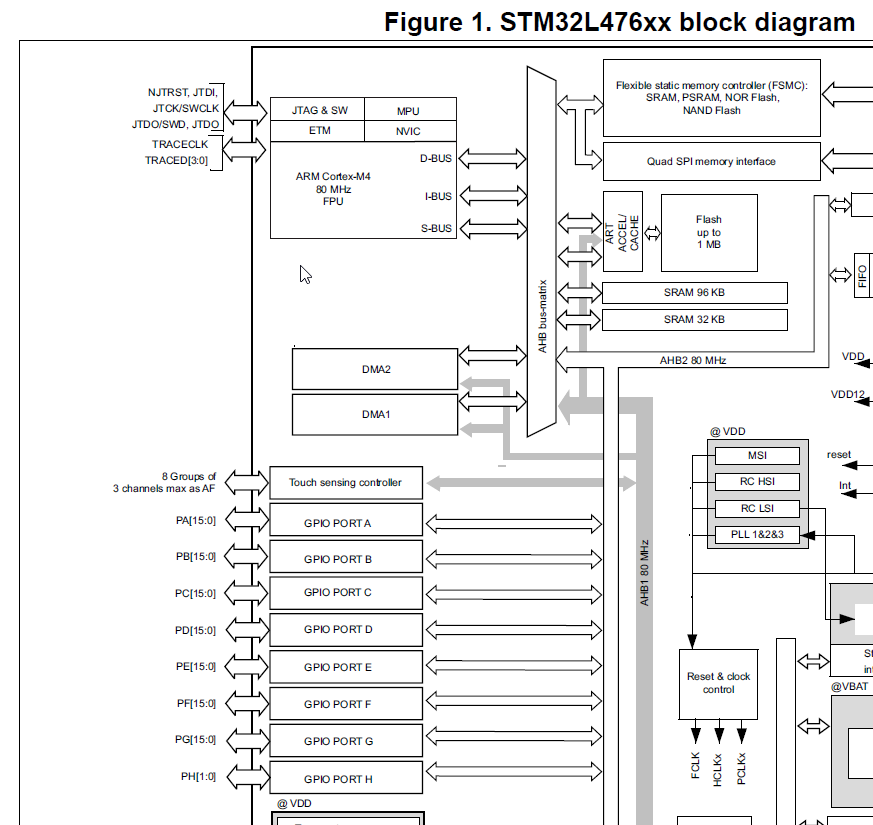 Figure 1. STM32L476xx block diagram
NJTRST, JTDI,
JTCK/SWCLK
JTDO/SWD, JTDO
TRACECLK
TRACED[3:0]
JTAG & SW
MPU
ETM
NVIC
ARM Cortex-M4
80 MHz
FPU
D-BUS
I-BUS
S-BUS
AHB bus-matrix
Flexible static memory controller (FSMC):
SRAM, PSRAM, NOR Flash,
NAND Flash
Quad SPI memory interface
ART
ACCEL/
CACHE
Flash
up to
1 MB
FIFO
SRAM 96 KB
SRAM 32 KB
AHB2 80 MHz
VDD
VDD12
DMA2
DMA1
@ VDD
MSI
RC HSI
RC LSI
PLL 1&2&3
reset
Int
8 Groups of
3 channels max as AF
Touch sensing controller
PA[15:0]
GPIO PORT A
PB[15:0]
GPIO PORT B
PC[15:0]
GPIO PORT C
PD[15:0]
GPIO PORT D
PE[15:0]
GPIO PORT E
PF[15:0]
GPIO PORT F
PG[15:0]
GPIO PORT G
PH[1:0]
GPIO PORT H
AHB1 80 MHz
Reset & clock
control
FCLK
HCLKx
PCLKx
@VBAT
@ VDD